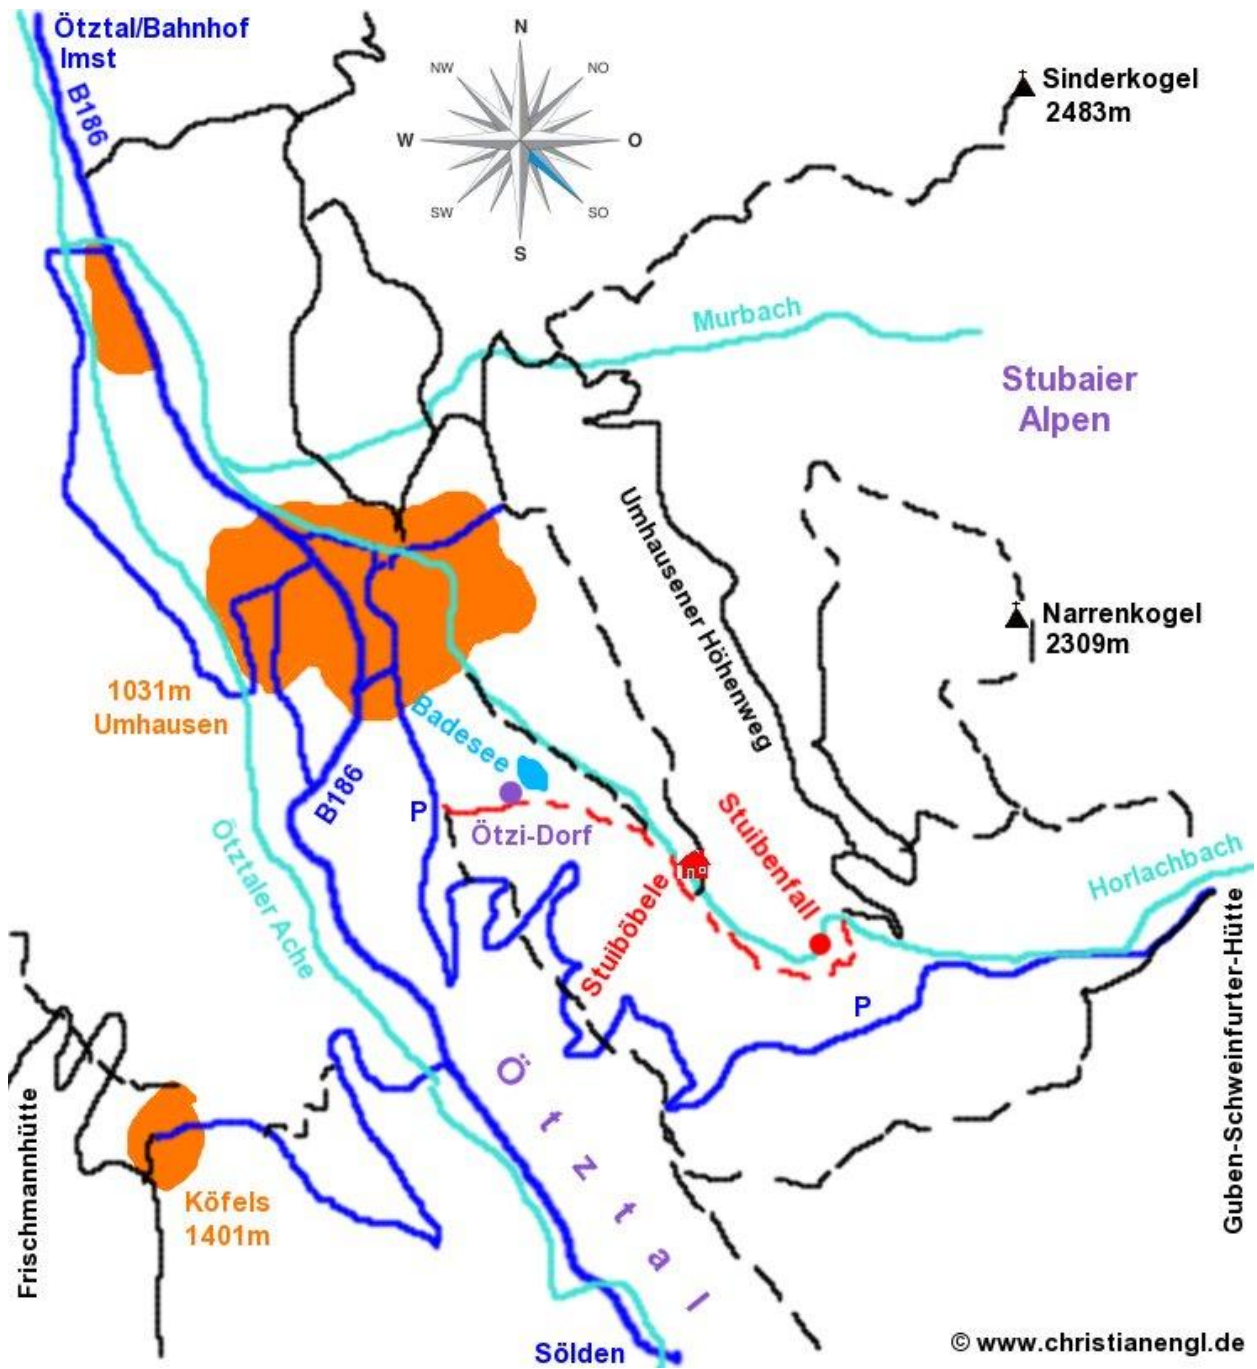 Ötztal/Bahnhof
Imst
B186
N
NW
NO
W
O
SW
SO
S
Sinderkogel
2483m
Murbach
Stubaier
Alpen
Umhausener Höhenweg
Narrenkogel
2309m
1031m
Umhausen
Badesee
B186
P
Ötzi-Dorf
Stuibenfall
Stuiböbele
Horlachbach
Ötztaler Ache
P
Guben-Schweinfurter-Hütte
Ötztal
Frischmannhütte
Köfels
1401m
Sölden
© www.christianengl.de